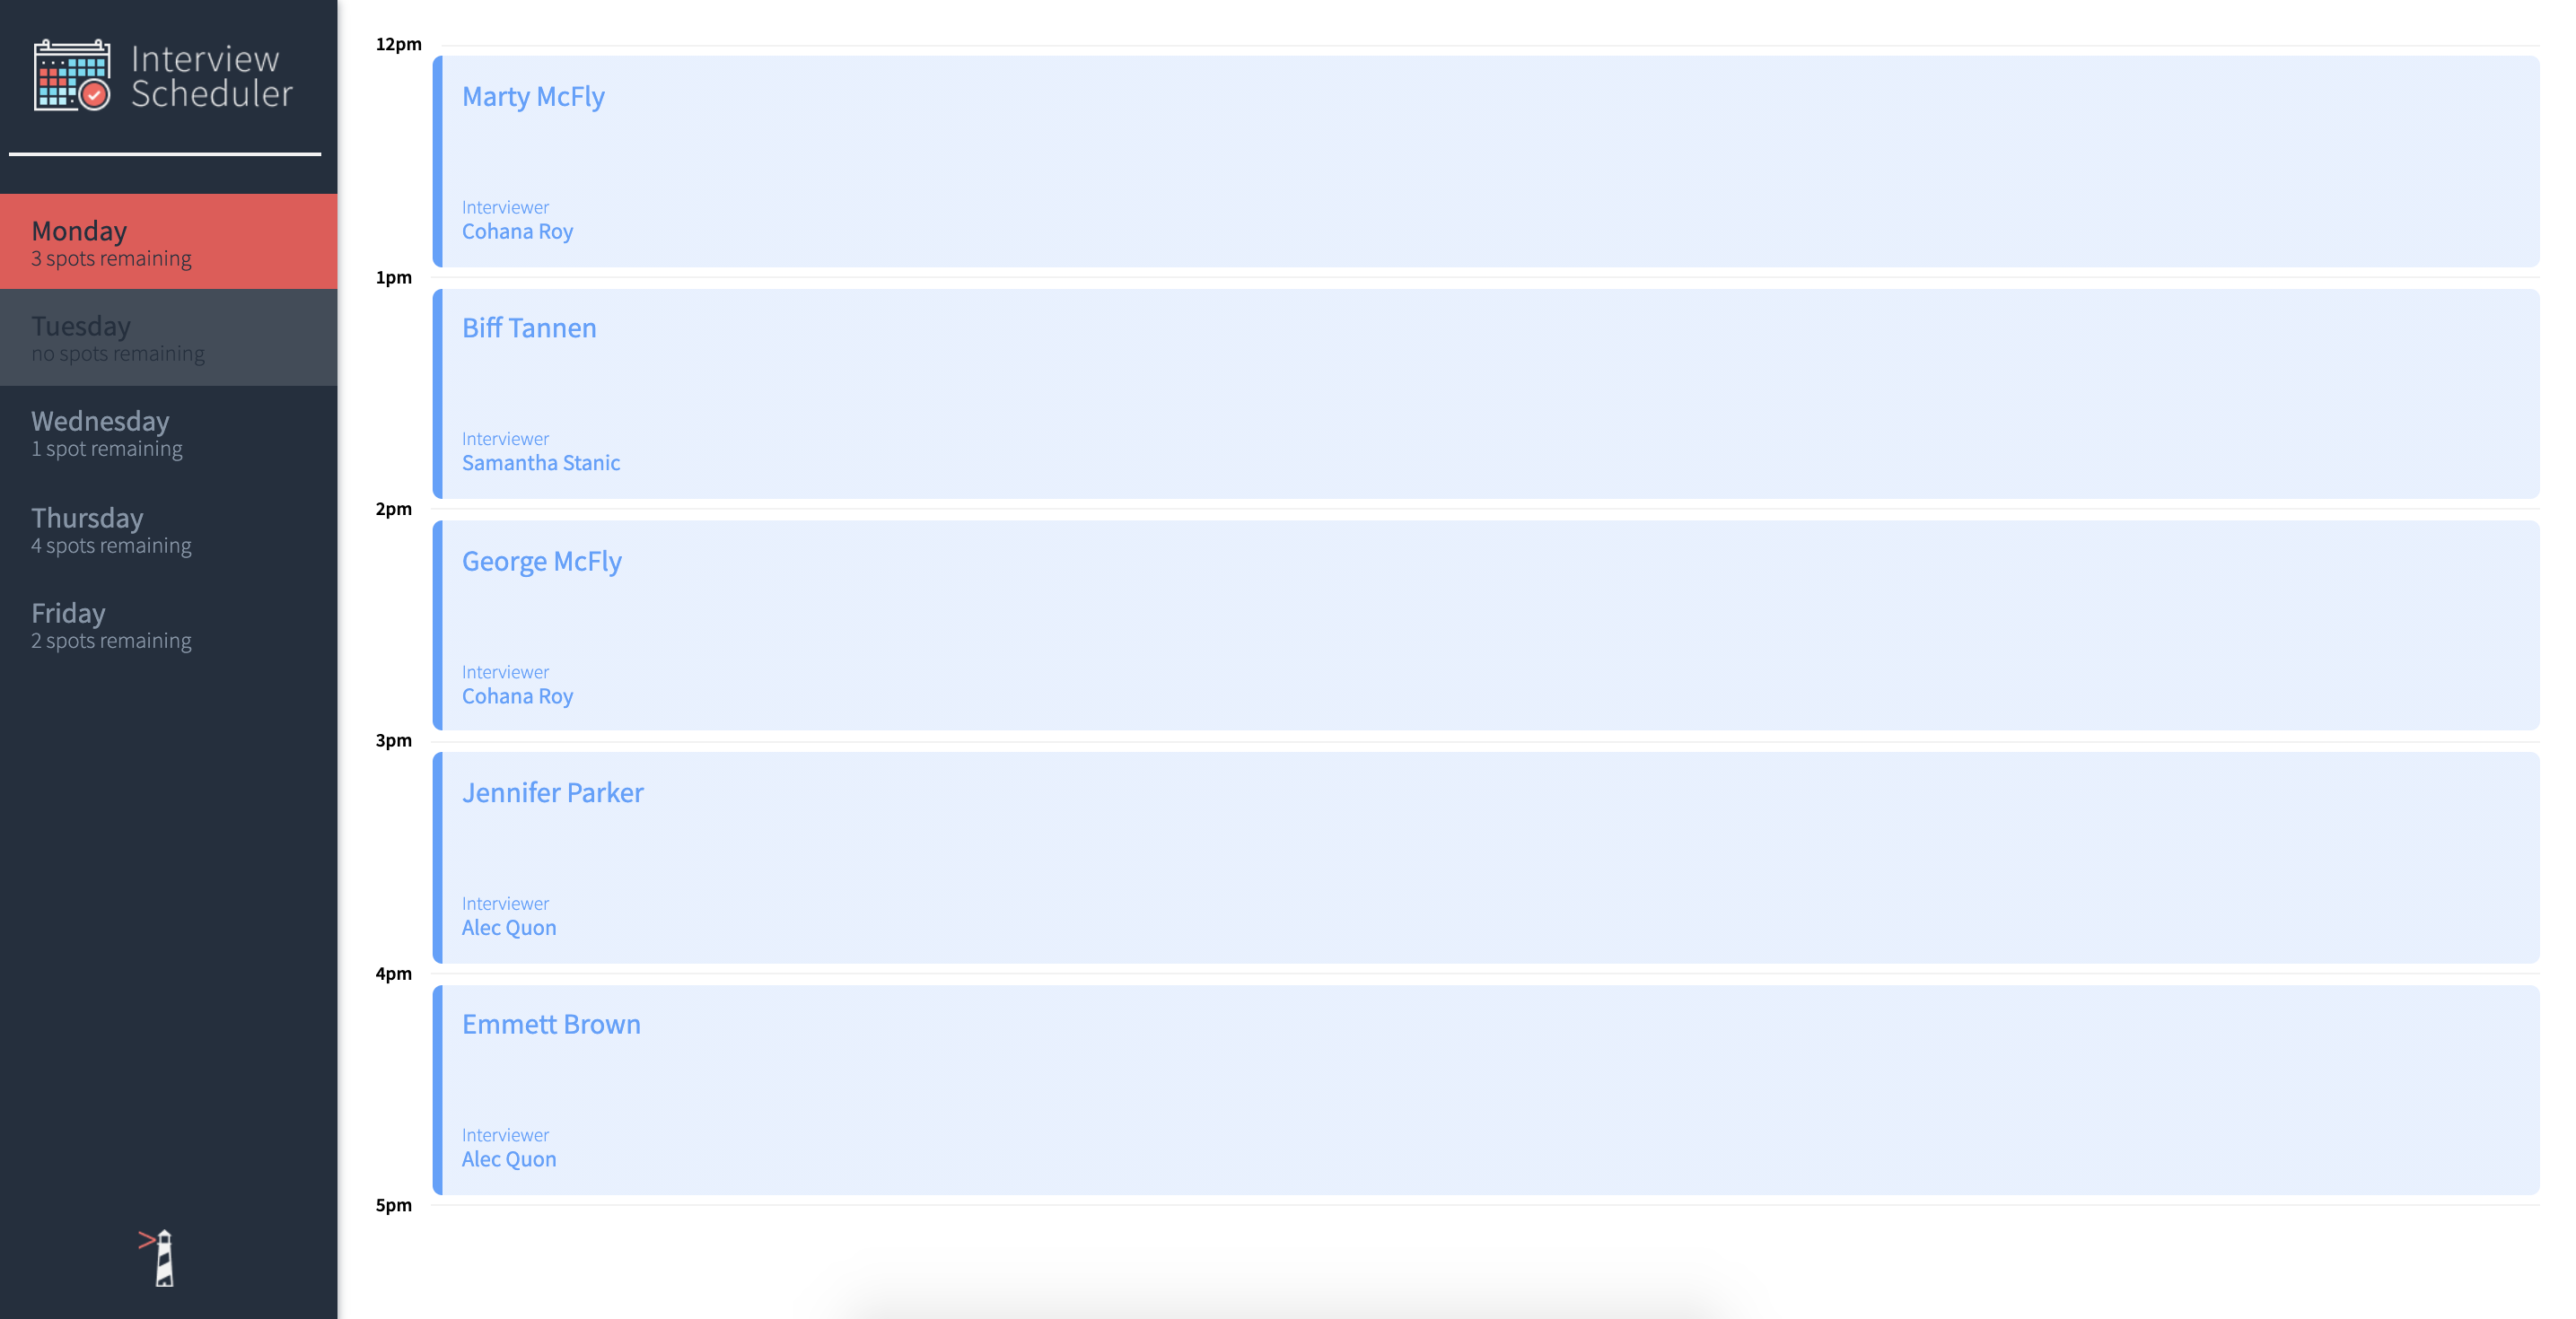 Interview
Scheduler
Monday
3 spots remaining
Tuesday
no spots remaining
Wednesday
1 spot remaining
Thursday
4 spots remaining
Friday
2 spots remaining
12pm
Marty McFly
Interviewer
Cohana Roy
1pm
Biff Tannen
Interviewer
Samantha Stanic
2pm
George McFly
Interviewer
Cohana Roy
3pm
Jennifer Parker
Interviewer
Alec Quon
4pm
Emmett Brown
Interviewer
Alec Quon
5pm